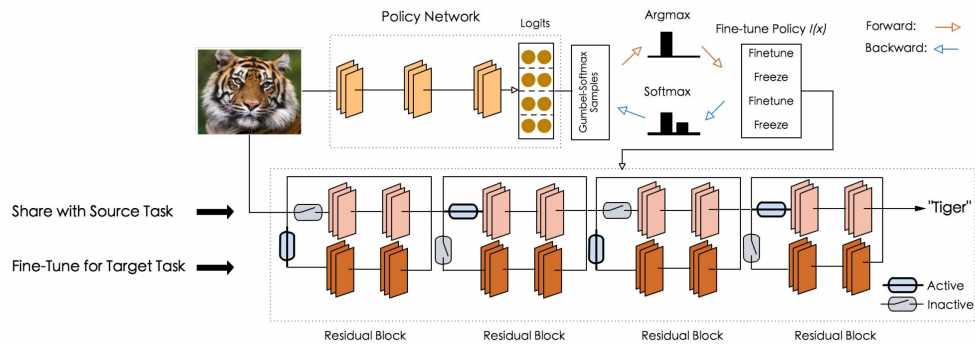 Policy Network
Logits
Gumbel-Softmax
Samples
Argmax
Softmax
Fine-tune Policy I(x)
Finetune
Freeze
Finetune
Freeze
Forward:
Backward:
Share with Source Task
Fine-Tune for Target Task
"Tiger"
Active
Inactive
Residual Block
Residual Block
Residual Block
Residual Block